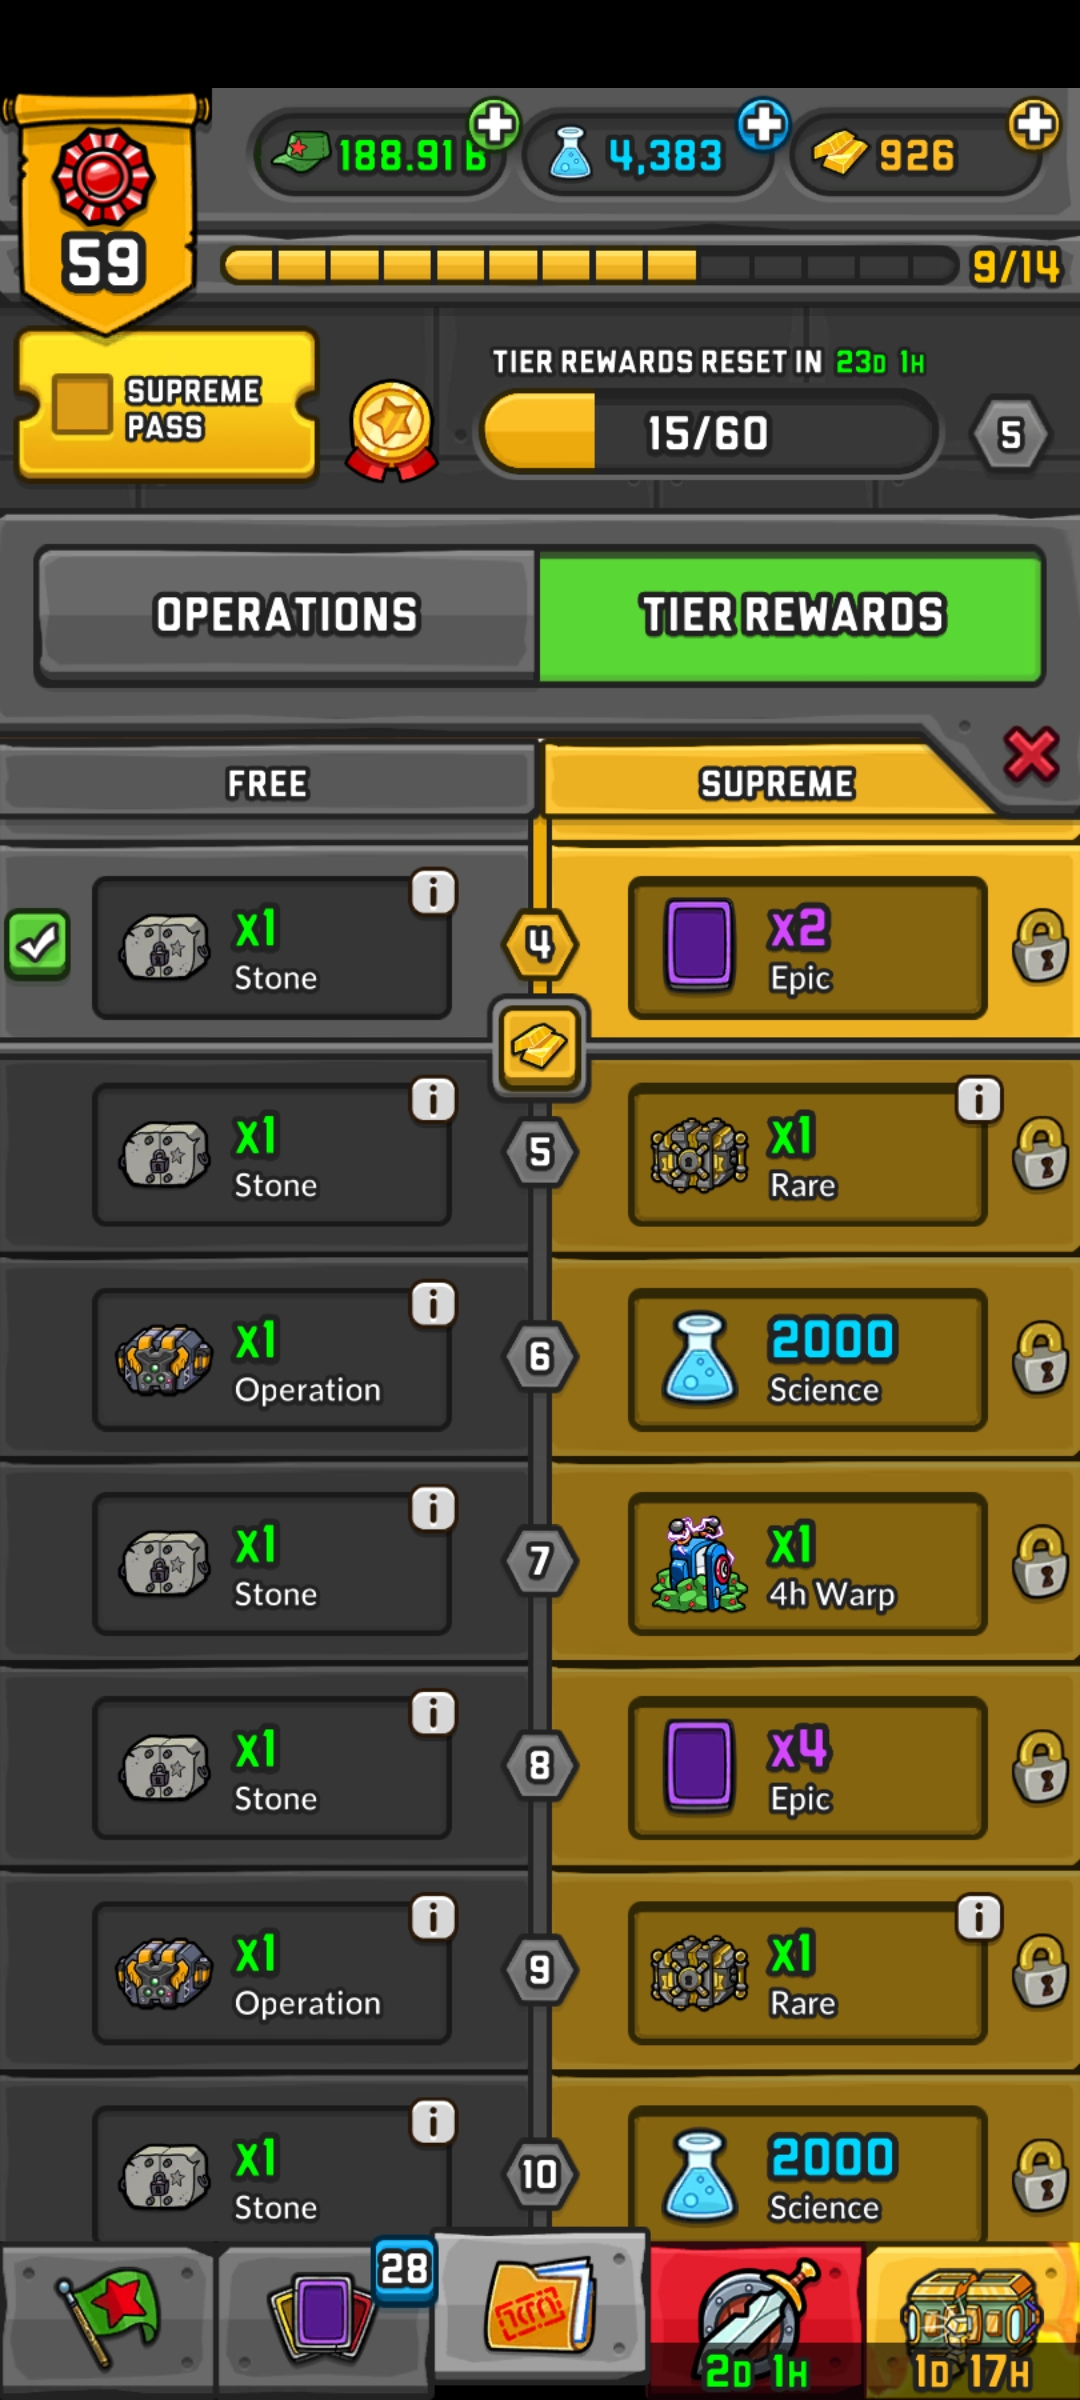 188.91 B
4,383
926
59
9/14
SUPREME
PASS
TIER REWARDS RESET IN 23D 1H
15/60
5
OPERATIONS
TIER REWARDS
FREE
SUPREME
X1
Stone
4
X2
Epic
X1
Stone
5
X1
Rare
X1
Operation
6
2000
Science
X1
Stone
7
X1
4h Warp
X1
Stone
8
X4
Epic
X1
Operation
9
X1
Rare
X1
Stone
10
2000
Science
28
2D 1H
1D 17H